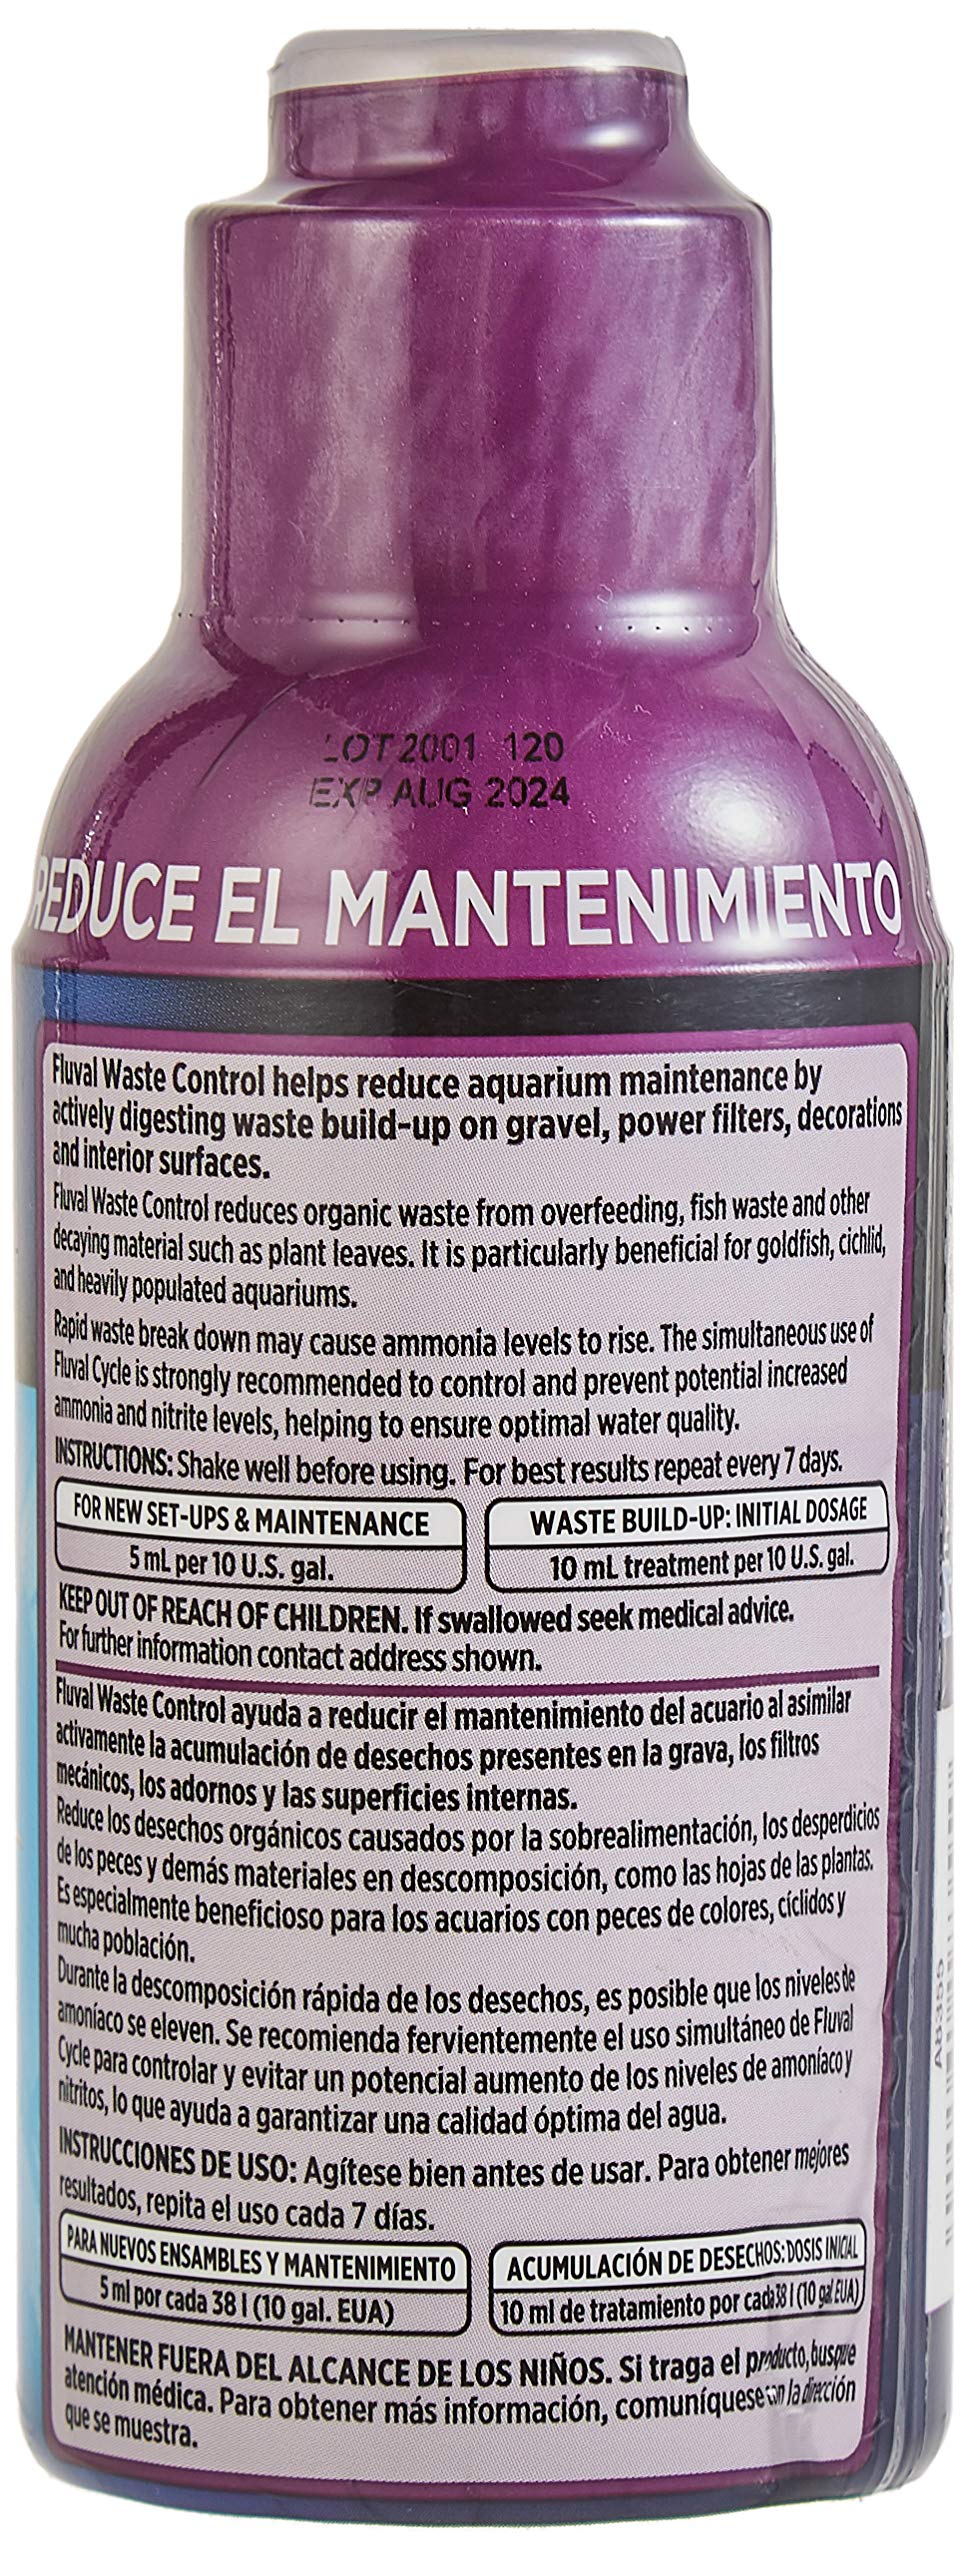 LOT 2001 120
EXP AUG 2024
REDUCE EL MANTENIMIENTO
Fluval Waste Control helps reduce aquarium maintenance by
actively digesting waste build-up on gravel, power filters, decorations
and interior surfaces.
Fluval Waste Control reduces organic waste from overfeeding, fish waste and other
decaying material such as plant leaves. It is particularly beneficial for goldfish, cichlid,
and heavily populated aquariums.
Rapid waste break down may cause ammonia levels to rise. The simultaneous use of
Fluval Cycle is strongly recommended to control and prevent potential increased
ammonia and nitrite levels, helping to ensure optimal water quality.
INSTRUCTIONS: Shake well before using. For best results repeat every 7 days.
FOR NEW SET-UPS & MAINTENANCE
5 mL per 10 U.S. gal.
WASTE BUILD-UP: INITIAL DOSAGE
10 mL treatment per 10 U.S. gal.
KEEP OUT OF REACH OF CHILDREN. If swallowed seek medical advice.
For further information contact address shown.
Fluval Waste Control ayuda a reducir el mantenimiento del acuario al asimilar
activamente la acumulación de desechos presentes en la grava, los filtros
mecánicos, los adornos y las superficies internas.
Reduce los desechos orgánicos causados por la sobrealimentación, los desperdicios
de los peces y demás materiales en descomposición, como las hojas de las plantas.
Es especialmente beneficioso para los acuarios con peces de colores, cíclidos y
mucha población.
Durante la descomposición rápida de los desechos, es posible que los niveles de
amoníaco se eleven. Se recomienda fervientemente el uso simultáneo de Fluval
Cycle para controlar y evitar un potencial aumento de los niveles de amoníaco y
nitritos, lo que ayuda a garantizar una calidad óptima del agua.
INSTRUCCIONES DE USO: Agítese bien antes de usar. Para obtener mejores
resultados, repita el uso cada 7 días.
PARA NUEVOS ENSAMBLES Y MANTENIMIENTO
5 ml por cada 38 l (10 gal. EUA)
ACUMULACIÓN DE DESECHOS: DOSIS INICIAL
10 ml de tratamiento por cada 38 l (10 gal. EUA)
MANTENER FUERA DEL ALCANCE DE LOS NIÑOS. Si traga el producto, busque
atención médica. Para obtener más información, comuníquese con la dirección
que se muestra.